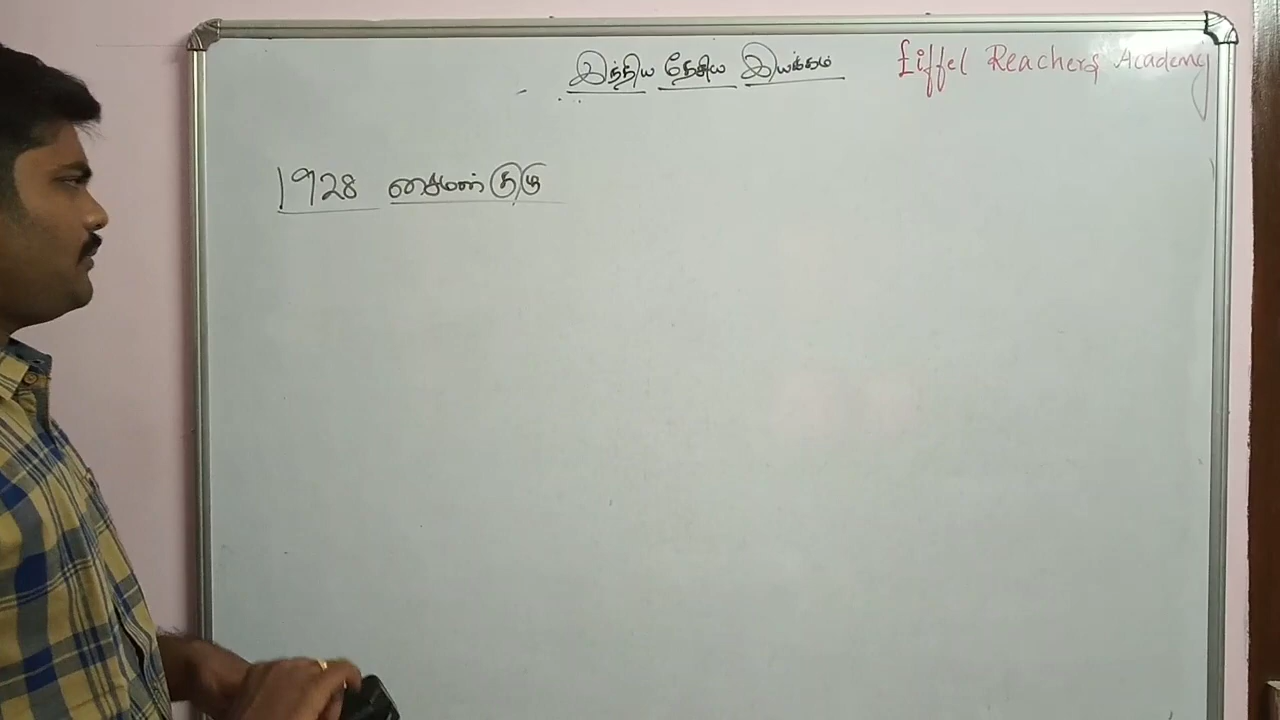 இந்திய தேசிய இயக்கம்
Eiffel Reachers Academy
1928 சைமன் குழு